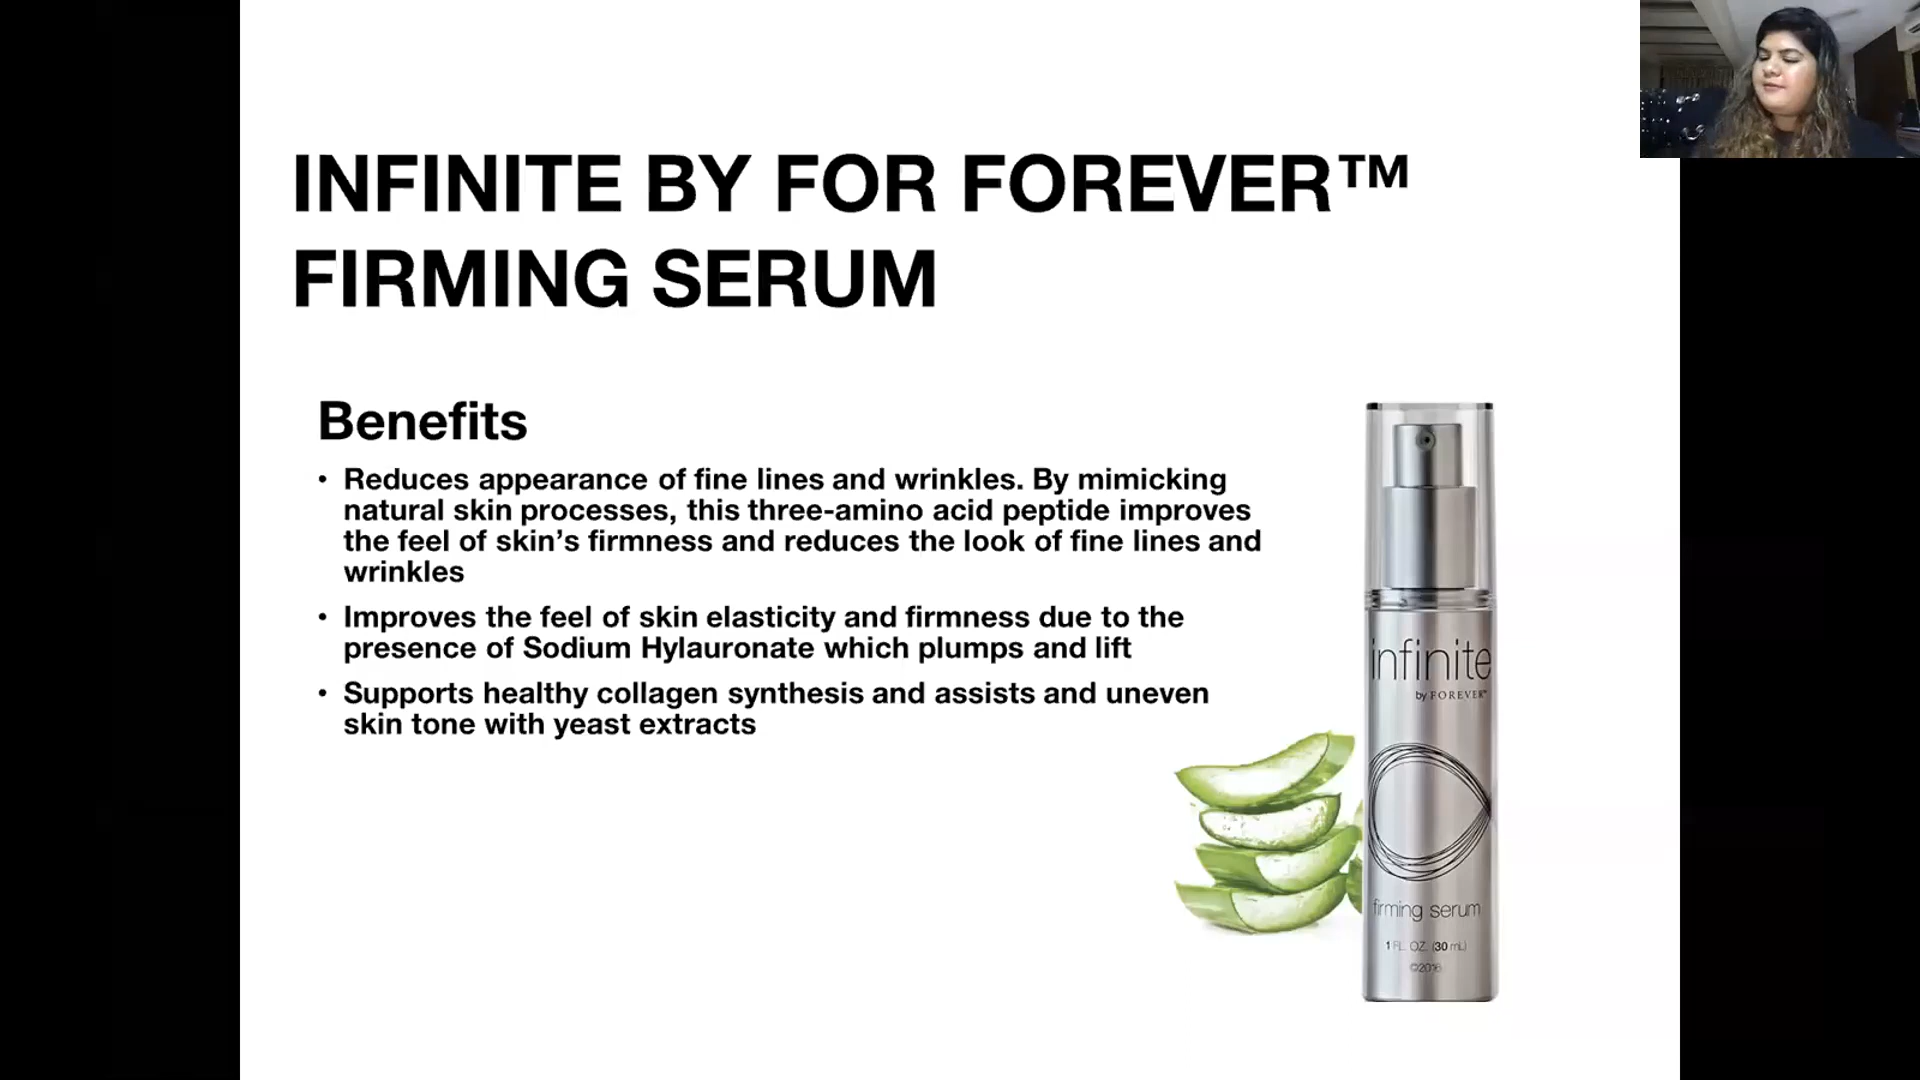 INFINITE BY FOR FOREVER™
FIRMING SERUM
Benefits
• Reduces appearance of fine lines and wrinkles. By mimicking
natural skin processes, this three-amino acid peptide improves
the feel of skin’s firmness and reduces the look of fine lines and
wrinkles
• Improves the feel of skin elasticity and firmness due to the
presence of Sodium Hylauronate which plumps and lift
• Supports healthy collagen synthesis and assists and uneven
skin tone with yeast extracts
infinite
by FOREVER™
firming serum
1 FL. OZ. (30 mL)
©2016